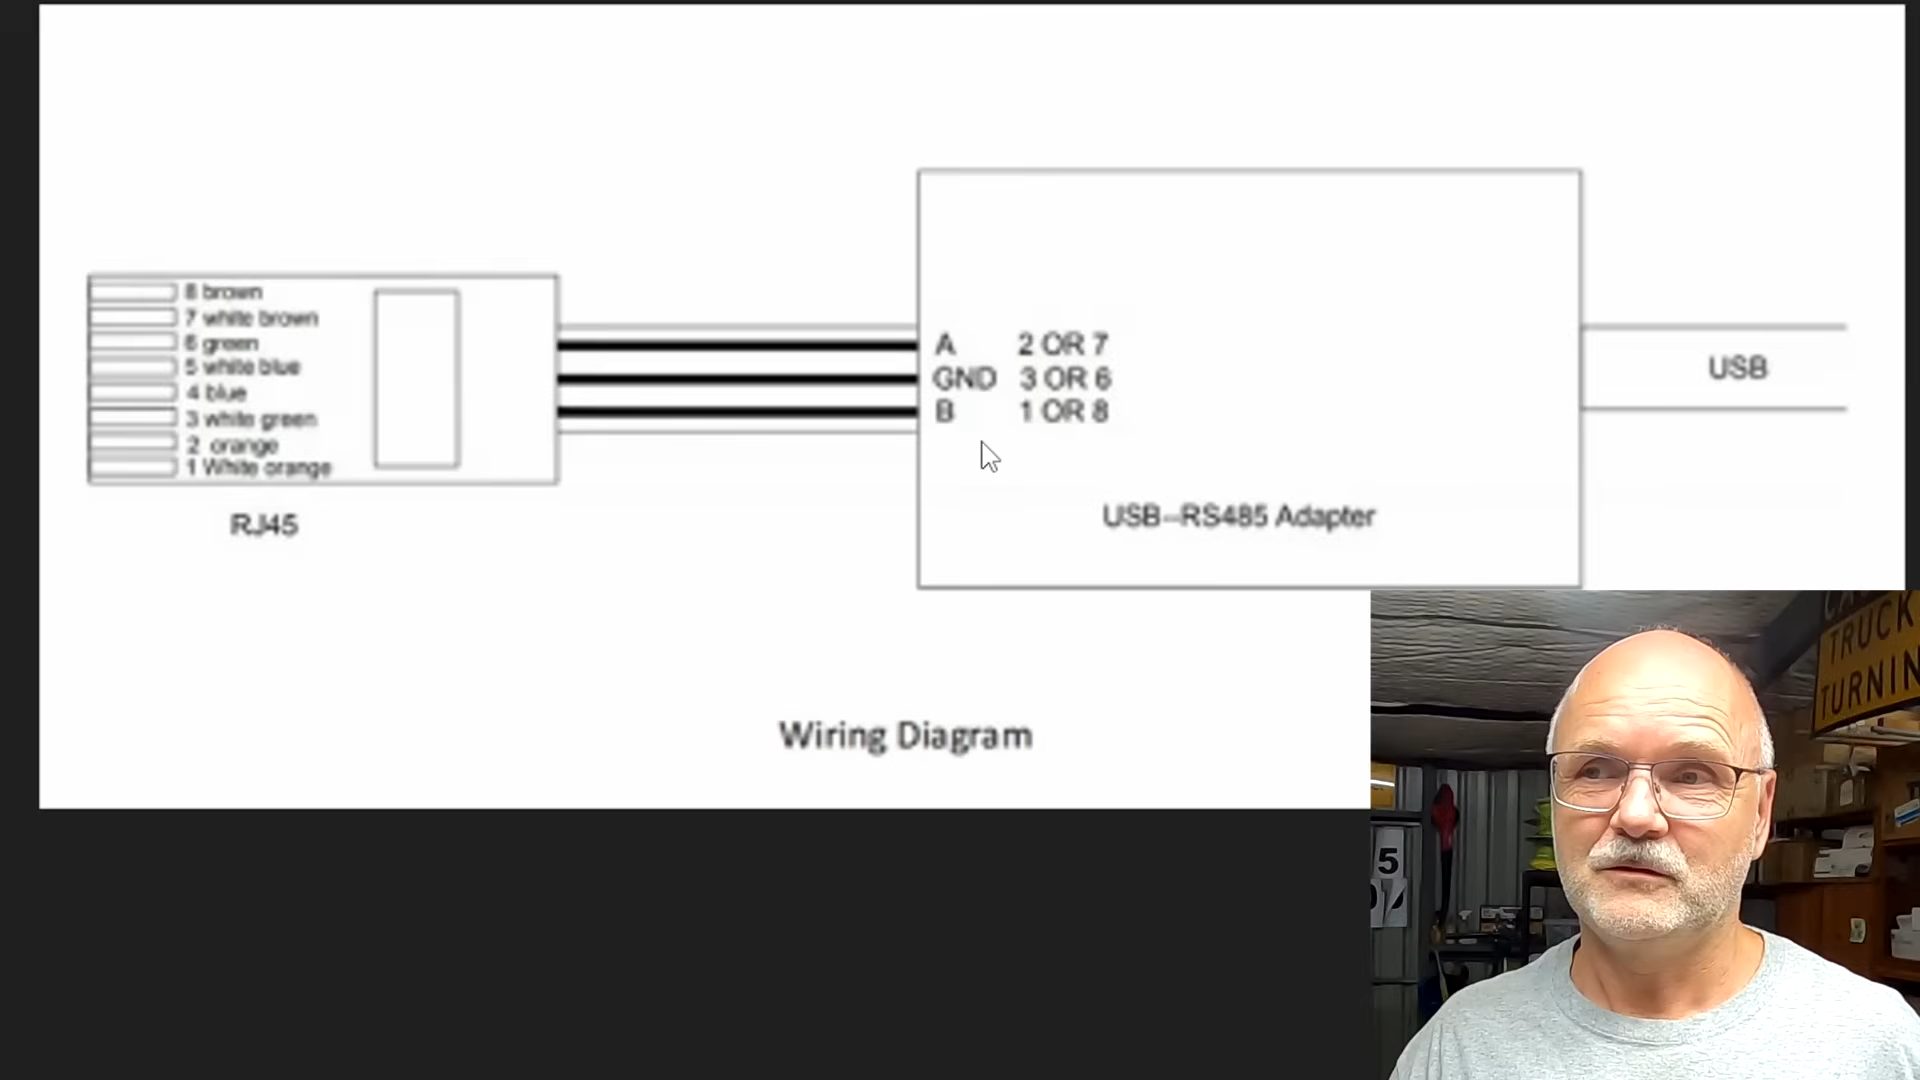 8 brown
7 white brown
6 green
5 white blue
4 blue
3 white green
2 orange
1 White orange
RJ45
A 2 OR 7
GND 3 OR 6
B 1 OR 8
USB--RS485 Adapter
USB
Wiring Diagram
TRUCK
TURNIN
5